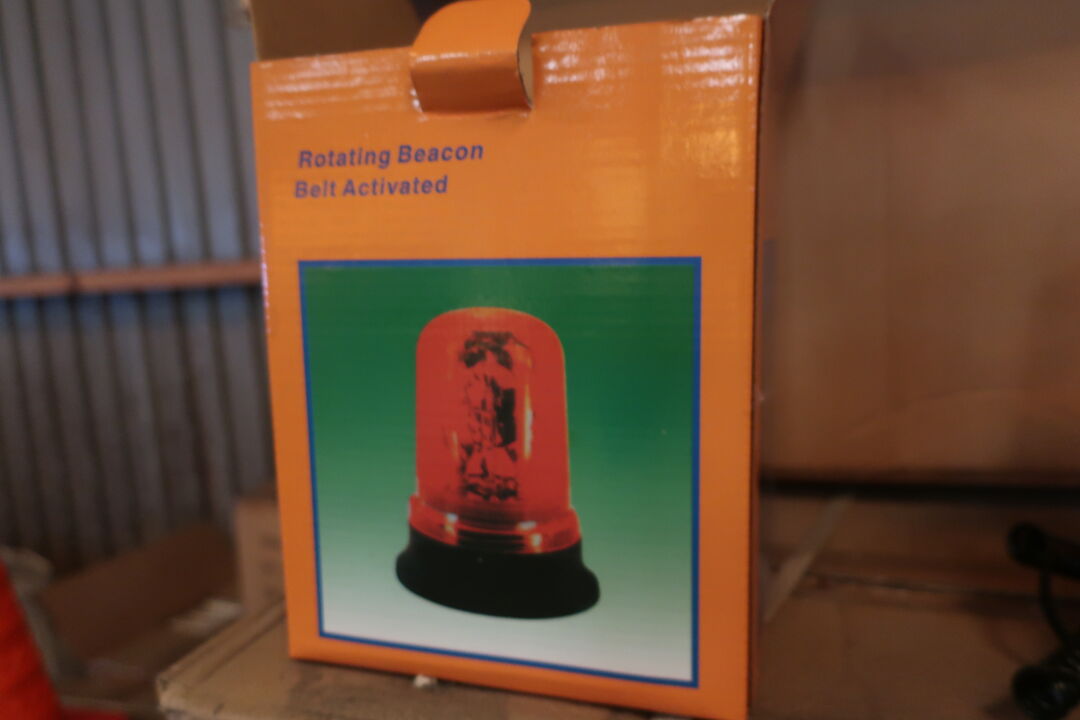 Rotating Beacon
Belt Activated